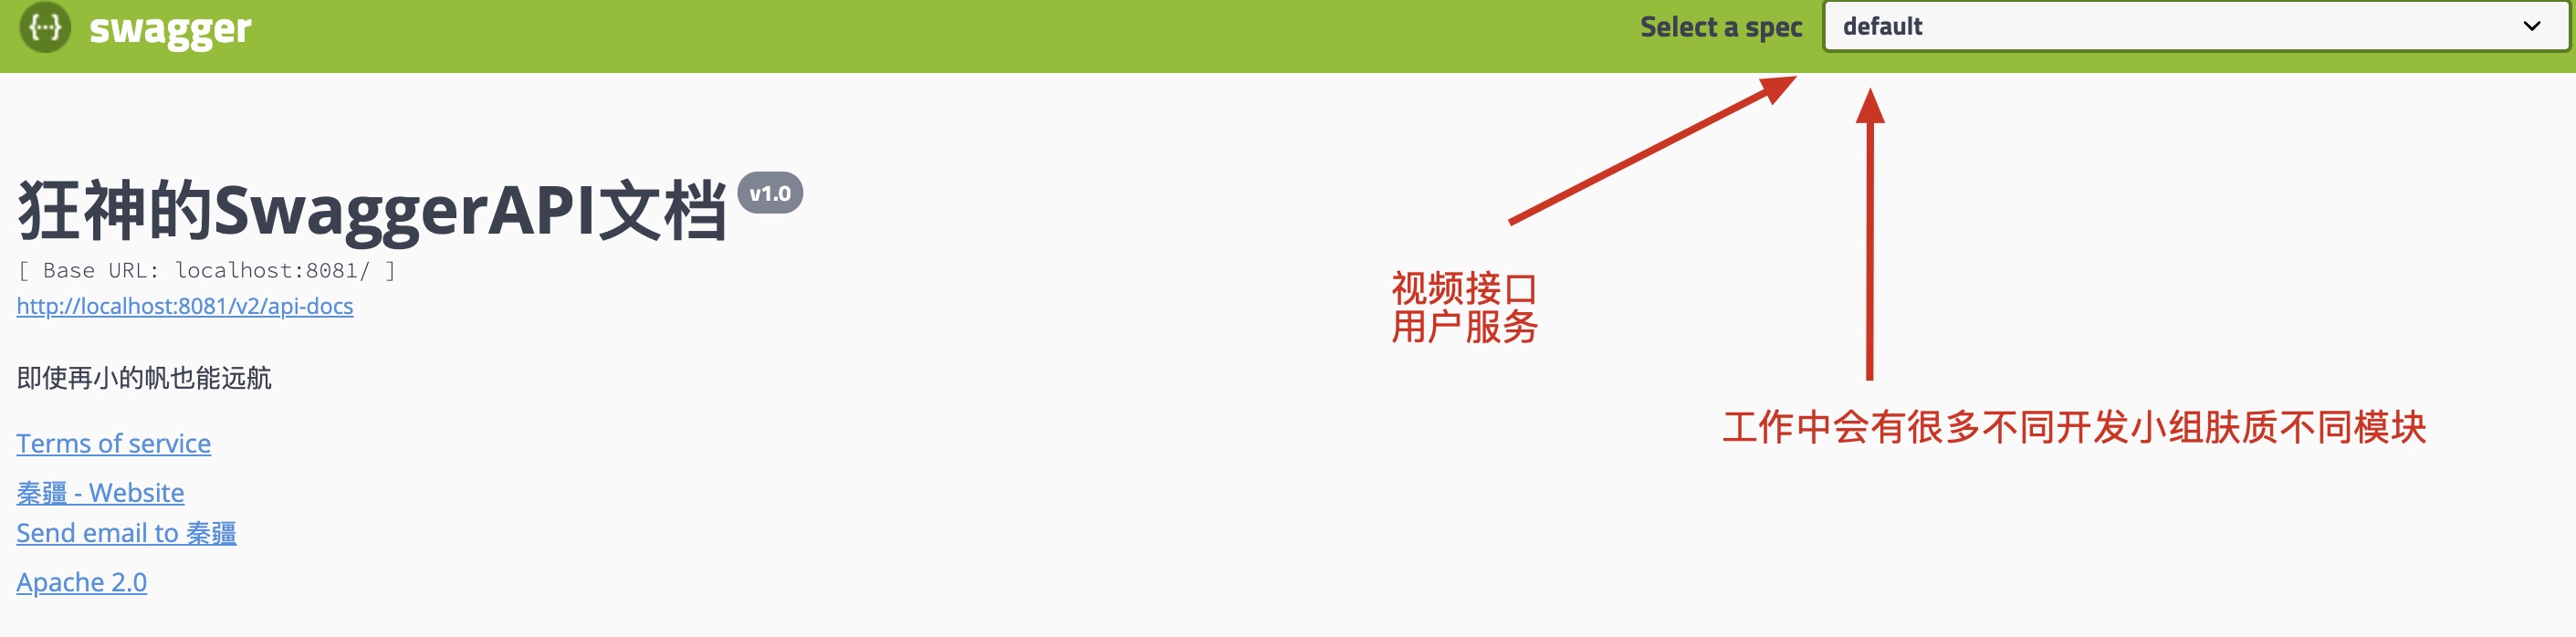 {···} swagger
Select a spec default
狂神的SwaggerAPI文档 v1.0
[ Base URL: localhost:8081/ ]
http://localhost:8081/v2/api-docs
视频接口
用户服务
即使再小的帆也能远航
工作中会有很多不同开发小组肤质不同模块
Terms of service
秦疆 - Website
Send email to 秦疆
Apache 2.0